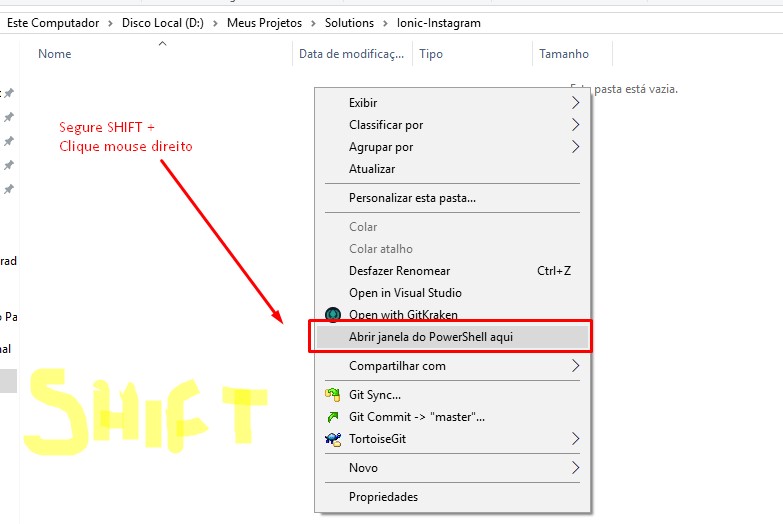 Este Computador > Disco Local (D:) > Meus Projetos > Solutions > Ionic-Instagram
Nome Data de modificaç... Tipo Tamanho
Esta pasta está vazia.
Segure SHIFT +
Clique mouse direito
Exibir
Classificar por
Agrupar por
Atualizar
Personalizar esta pasta...
Colar
Colar atalho
Desfazer Renomear Ctrl+Z
Open in Visual Studio
Open with GitKraken
Abrir janela do PowerShell aqui
Compartilhar com
Git Sync...
Git Commit -> "master"...
TortoiseGit
Novo
Propriedades
rad
o Pa
nal
SHIFT